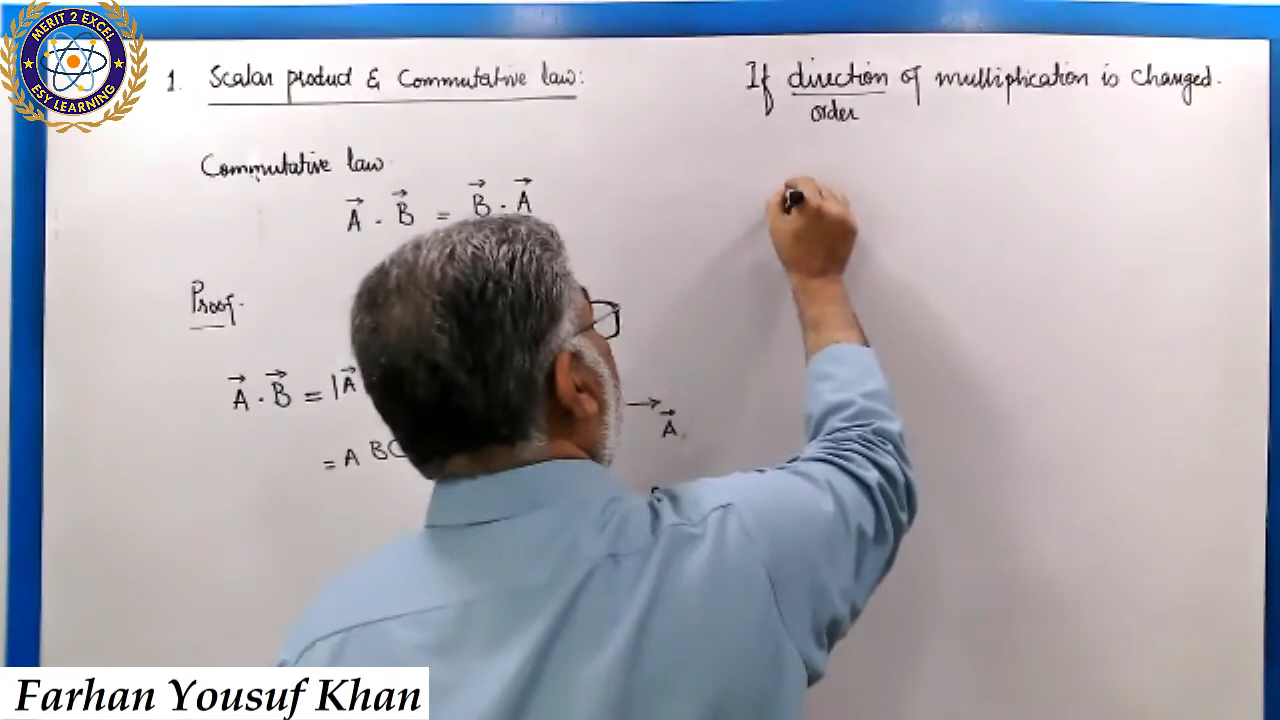 MERIT 2 EXCEL
ESY LEARNING
1. Scalar product & Commutative law:
Commutative law
A⃗ . B⃗ = B⃗ . A⃗
Proof.
A⃗ . B⃗ = |A⃗
= A B
A⃗
If direction of multiplication is changed.
order
Farhan Yousuf Khan